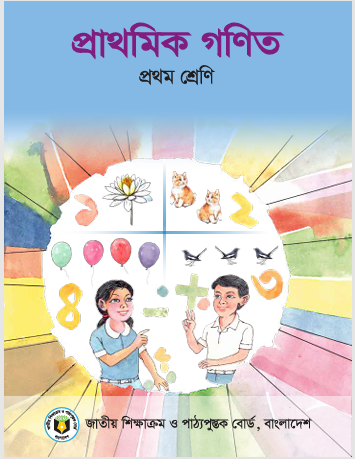 প্রাথমিক গণিত
প্রথম শ্রেণি
১
২
৪
৩
জাতীয় শিক্ষাক্রম ও পাঠ্যপুস্তক বোর্ড, বাংলাদেশ